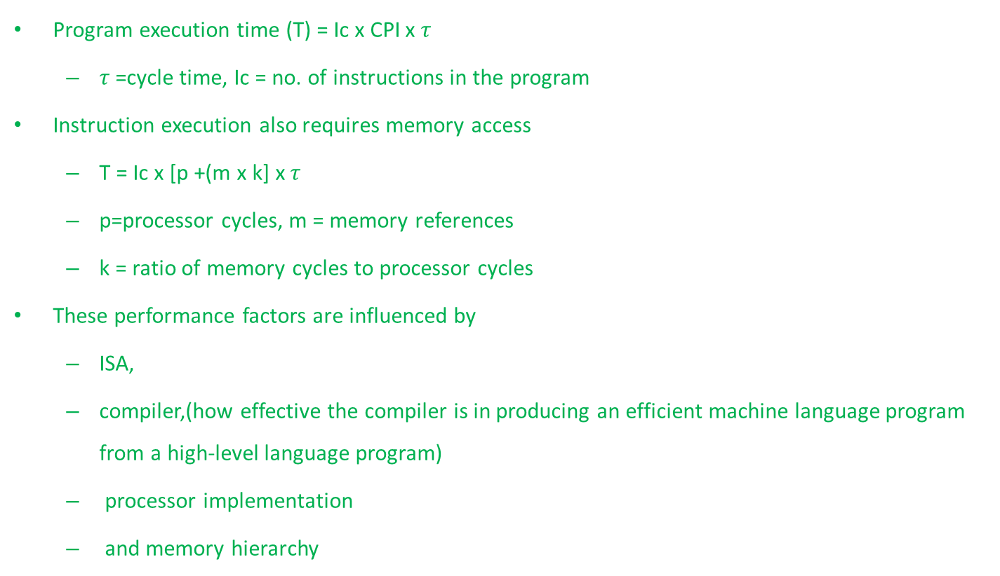 • Program execution time (T) = Ic x CPI x 𝜏
– 𝜏 =cycle time, Ic = no. of instructions in the program
• Instruction execution also requires memory access
– T = Ic x [p +(m x k] x 𝜏
– p=processor cycles, m = memory references
– k = ratio of memory cycles to processor cycles
• These performance factors are influenced by
– ISA,
– compiler,(how effective the compiler is in producing an efficient machine language program
from a high-level language program)
– processor implementation
– and memory hierarchy